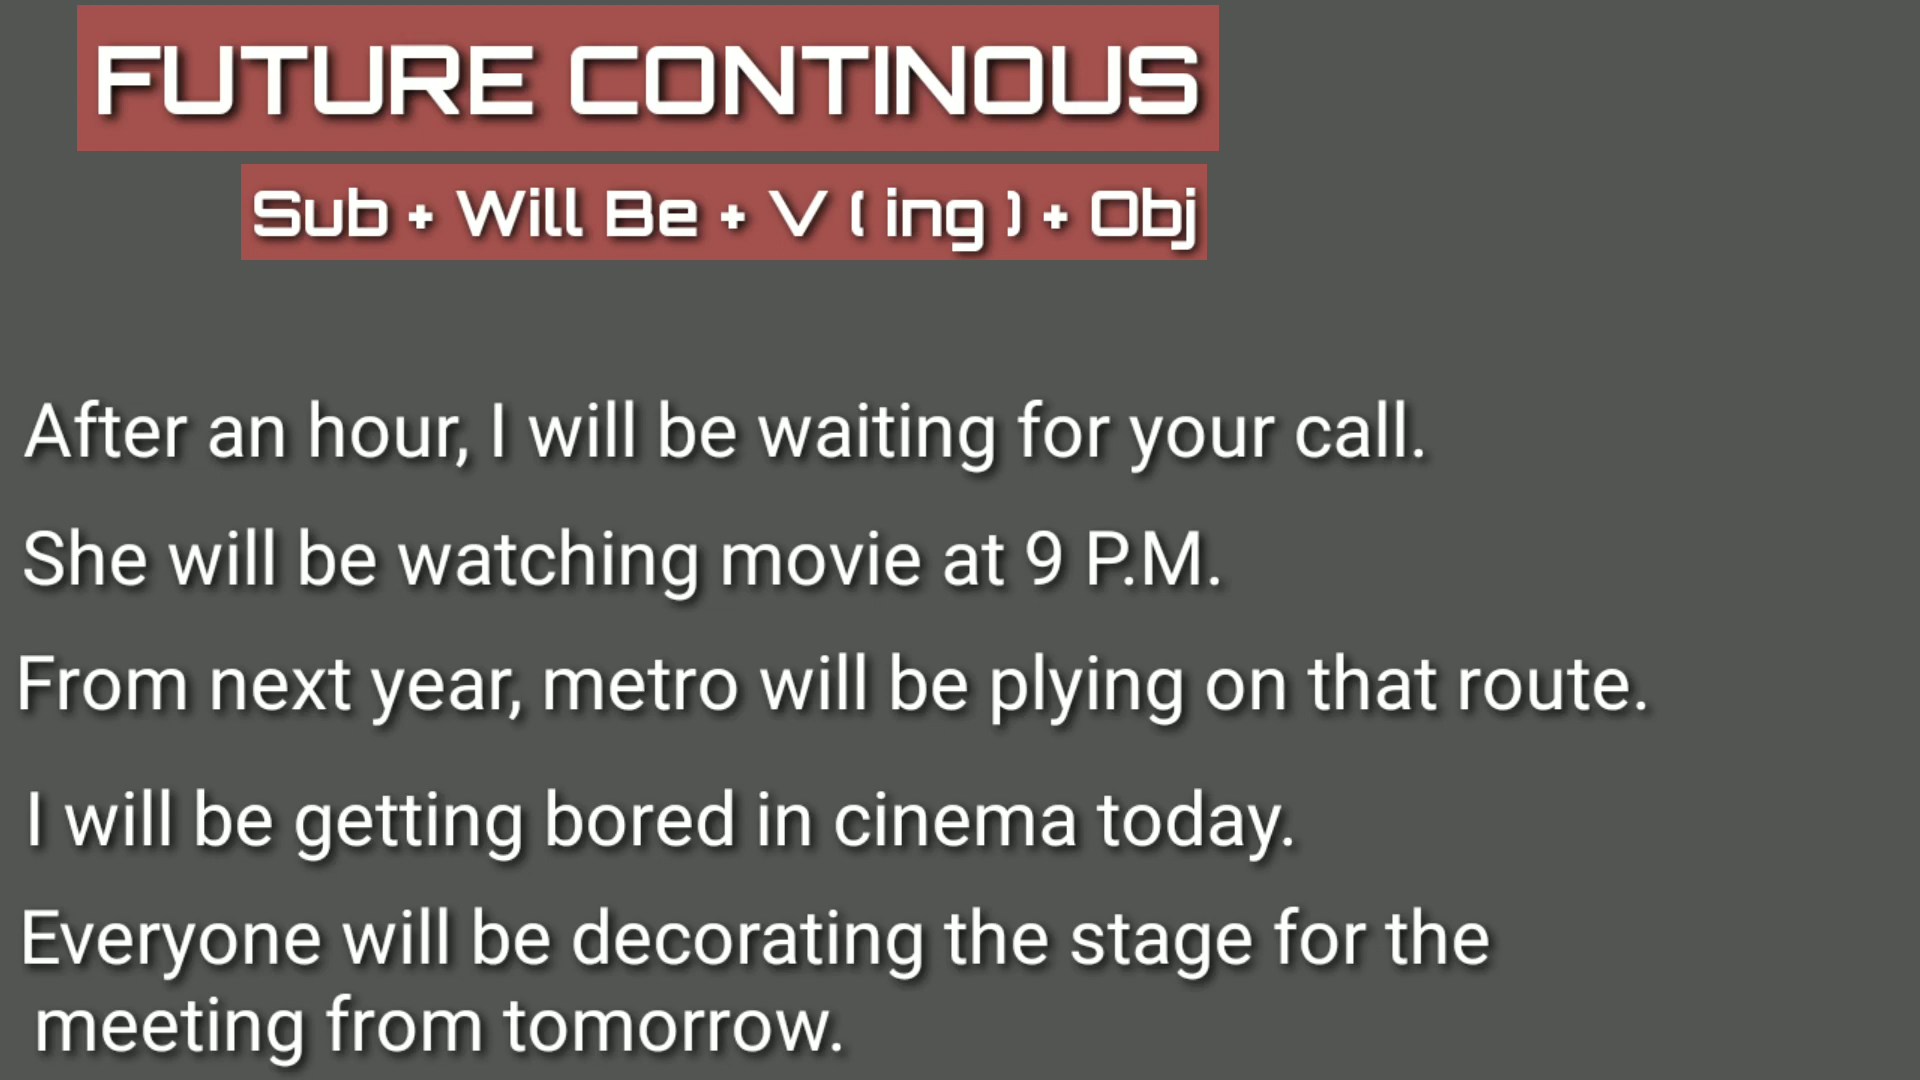 FUTURE CONTINOUS
Sub + Will Be + V ( ing ) + Obj
After an hour, I will be waiting for your call.
She will be watching movie at 9 P.M.
From next year, metro will be plying on that route.
I will be getting bored in cinema today.
Everyone will be decorating the stage for the
meeting from tomorrow.